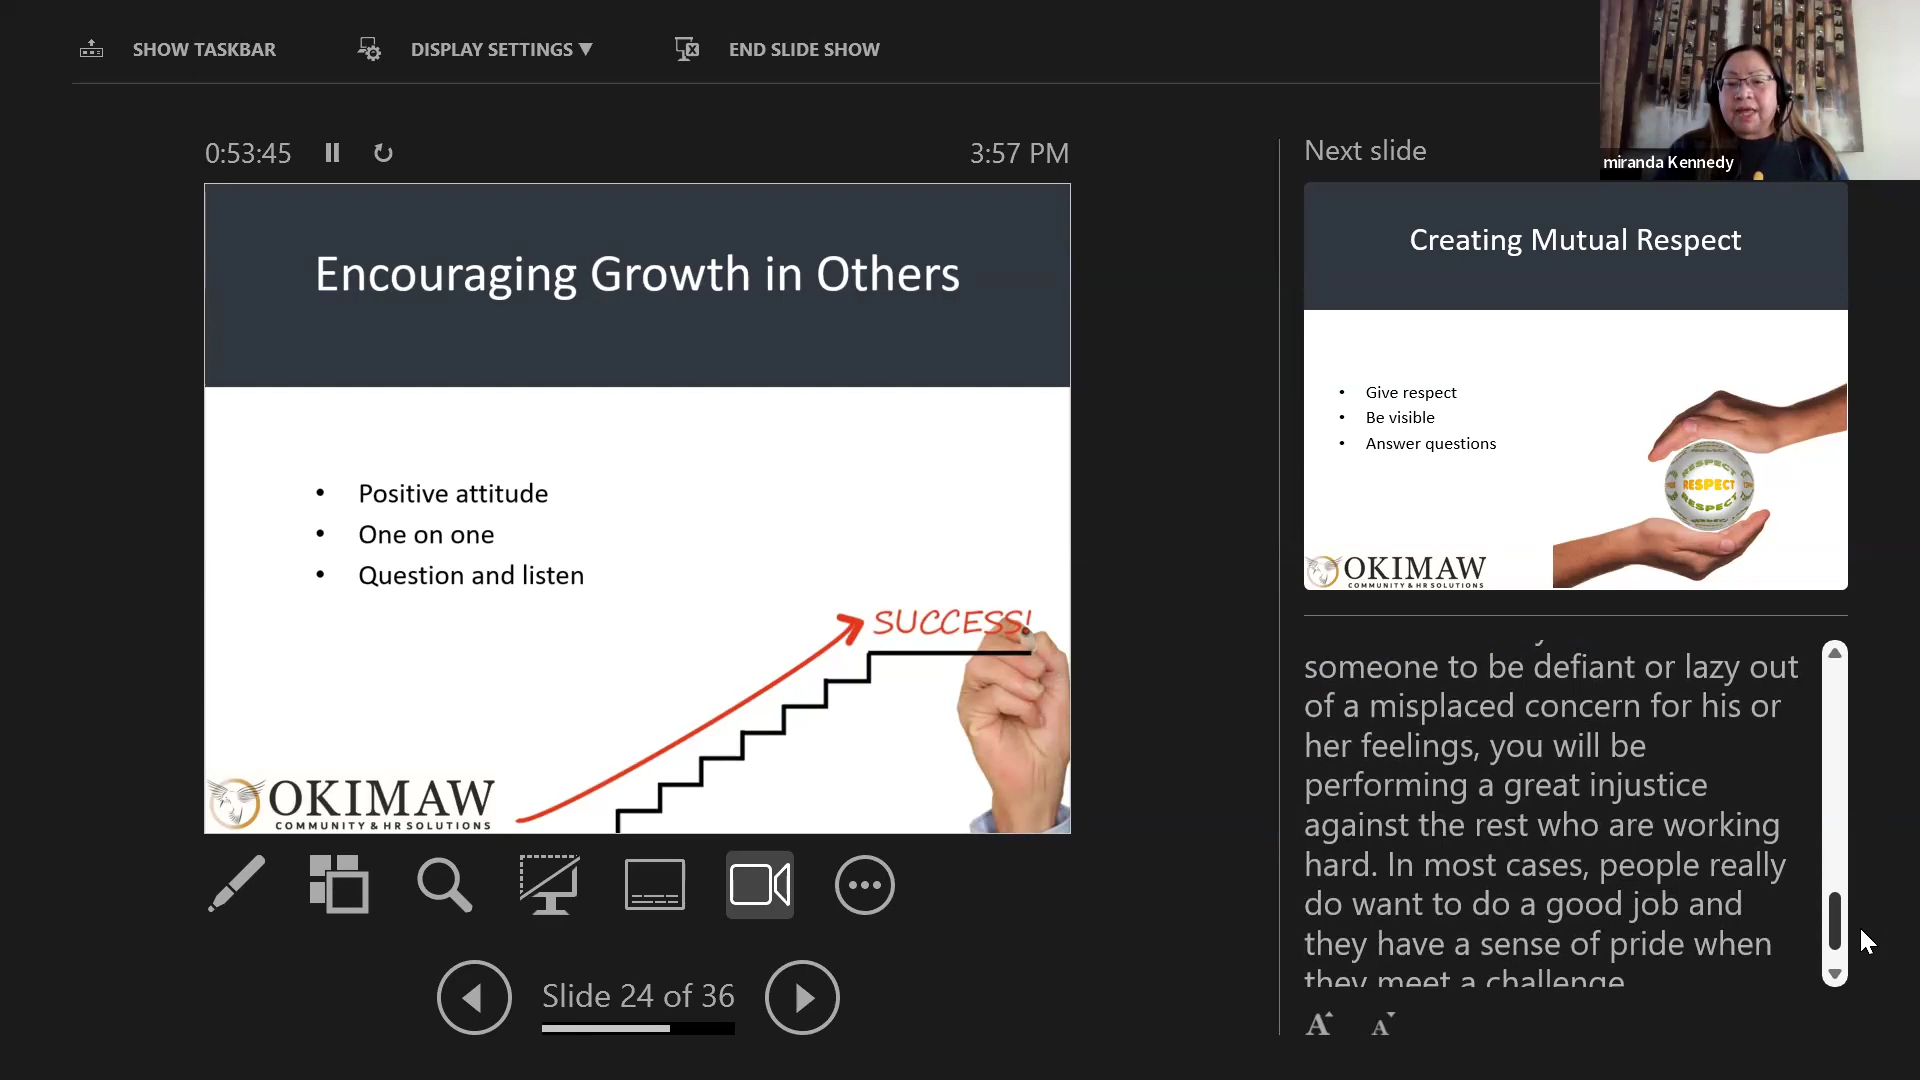 SHOW TASKBAR
DISPLAY SETTINGS ▼
END SLIDE SHOW
miranda Kennedy
0:53:45
3:57 PM
Encouraging Growth in Others
• Positive attitude
• One on one
• Question and listen
SUCCESS!
OKIMAW
COMMUNITY & HR SOLUTIONS
Slide 24 of 36
Next slide
Creating Mutual Respect
• Give respect
• Be visible
• Answer questions
RESPECT
RESPECT
RESPECT
OKIMAW
COMMUNITY & HR SOLUTIONS
someone to be defiant or lazy out
of a misplaced concern for his or
her feelings, you will be
performing a great injustice
against the rest who are working
hard. In most cases, people really
do want to do a good job and
they have a sense of pride when
they meet a challenge
A A